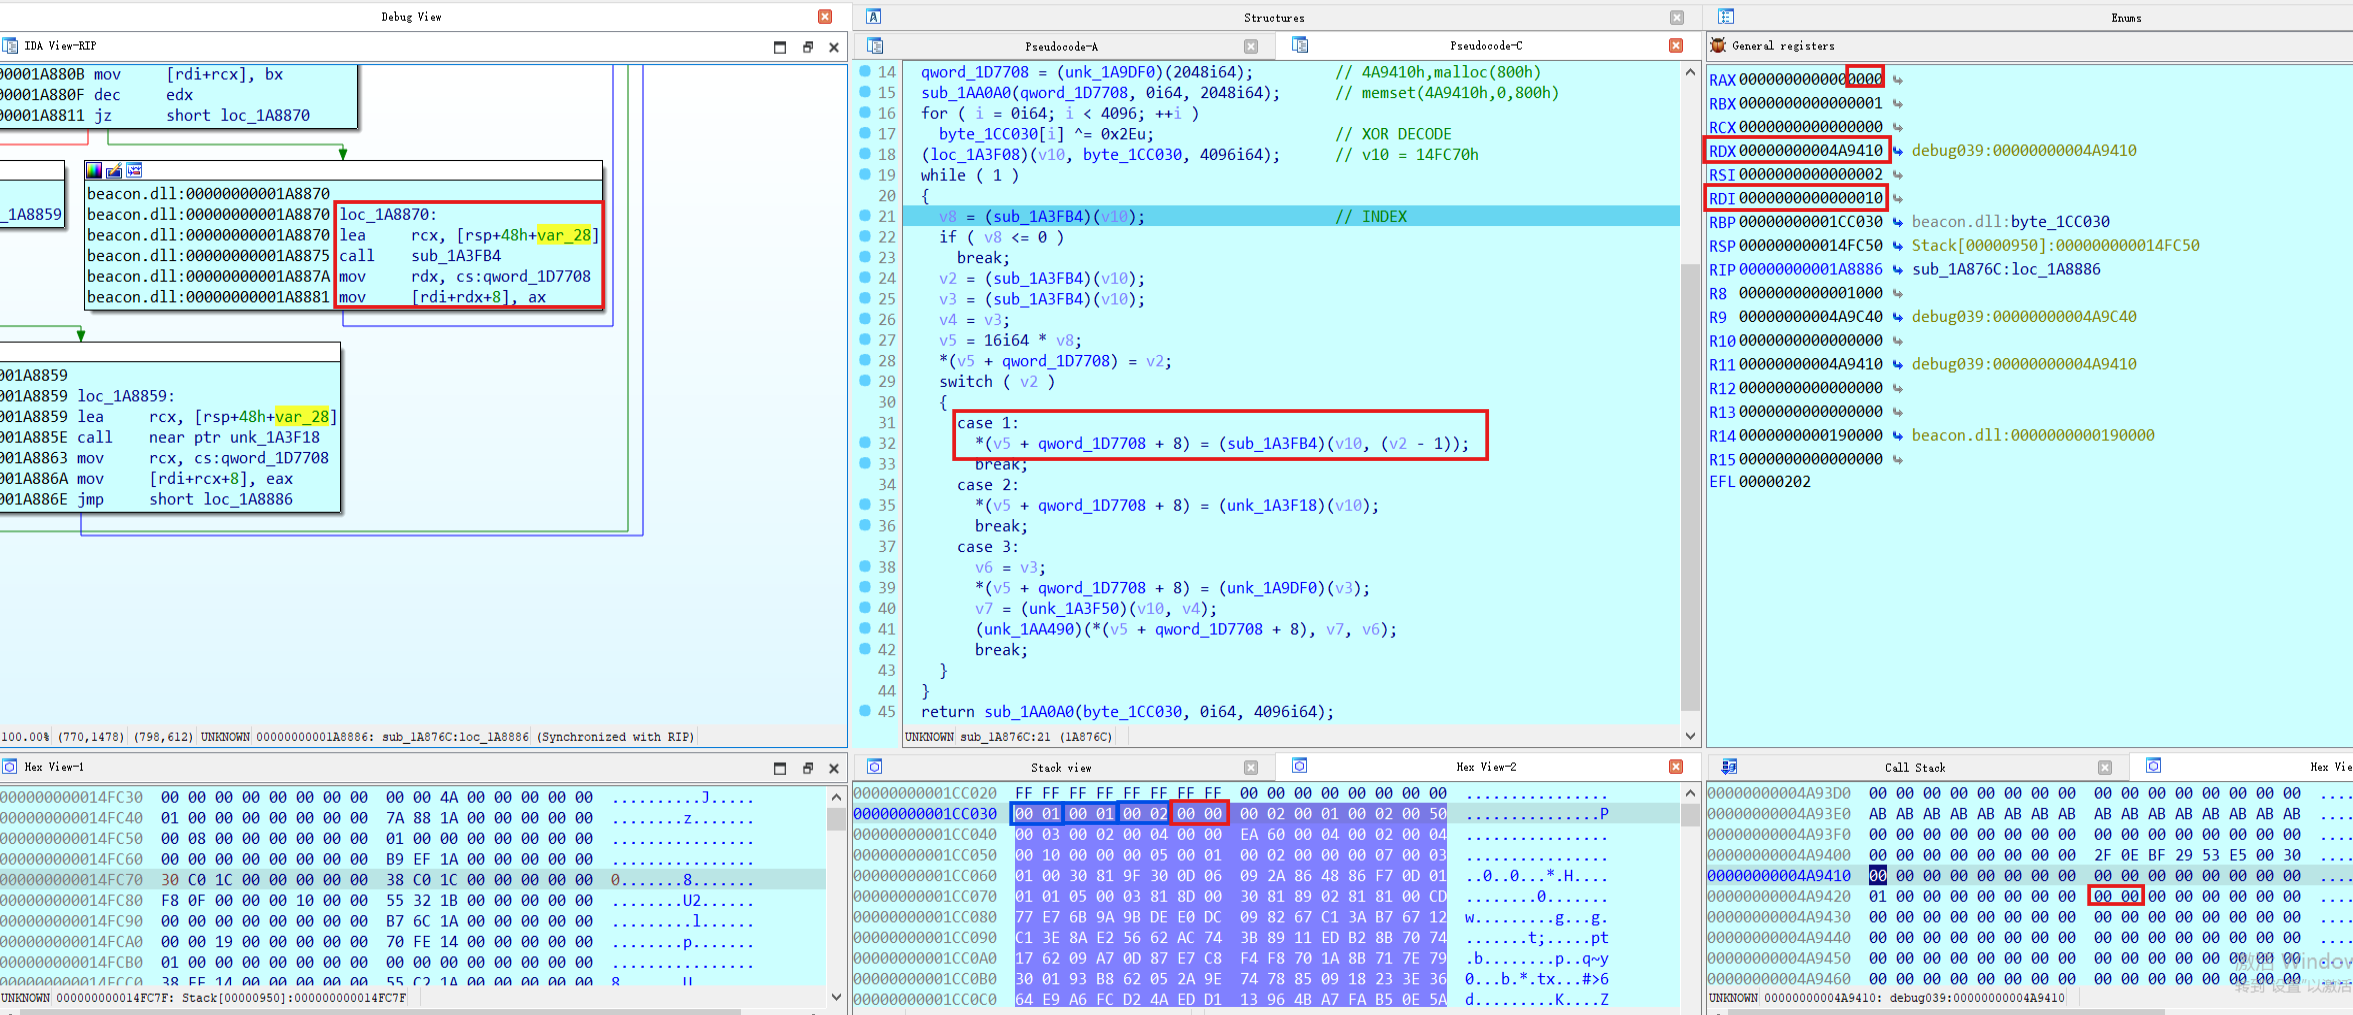 Debug View
IDA View-RIP
00001A880B mov [rdi+rcx], bx
00001A880F dec edx
00001A8811 jz short loc_1A8870
beacon.dll:00000000001A8870
beacon.dll:00000000001A8870 loc_1A8870:
beacon.dll:00000000001A8870 lea rcx, [rsp+48h+var_28]
beacon.dll:00000000001A8875 call sub_1A3FB4
beacon.dll:00000000001A887A mov rdx, cs:qword_1D7708
beacon.dll:00000000001A8881 mov [rdi+rdx+8], ax
_1A8859
001A8859
001A8859 loc_1A8859:
001A8859 lea rcx, [rsp+48h+var_28]
001A885E call near ptr unk_1A3F18
001A8863 mov rcx, cs:qword_1D7708
001A886A mov [rdi+rcx+8], eax
001A886E jmp short loc_1A8886
100.00% (770,1478) (798,612) UNKNOWN 00000000001A8886: sub_1A876C:loc_1A8886 (Synchronized with RIP)
Structures
Pseudocode-A
Pseudocode-C
14 qword_1D7708 = (unk_1A9DF0)(2048i64); // 4A9410h,malloc(800h)
15 sub_1AA0A0(qword_1D7708, 0i64, 2048i64); // memset(4A9410h,0,800h)
16 for ( i = 0i64; i < 4096; ++i )
17 byte_1CC030[i] ^= 0x2Eu; // XOR DECODE
18 (loc_1A3F08)(v10, byte_1CC030, 4096i64); // v10 = 14FC70h
19 while ( 1 )
20 {
21 v8 = (sub_1A3FB4)(v10); // INDEX
22 if ( v8 <= 0 )
23 break;
24 v2 = (sub_1A3FB4)(v10);
25 v3 = (sub_1A3FB4)(v10);
26 v4 = v3;
27 v5 = 16i64 * v8;
28 *(v5 + qword_1D7708) = v2;
29 switch ( v2 )
30 {
31 case 1:
32 *(v5 + qword_1D7708 + 8) = (sub_1A3FB4)(v10, (v2 - 1));
33 break;
34 case 2:
35 *(v5 + qword_1D7708 + 8) = (unk_1A3F18)(v10);
36 break;
37 case 3:
38 v6 = v3;
39 *(v5 + qword_1D7708 + 8) = (unk_1A9DF0)(v3);
40 v7 = (unk_1A3F50)(v10, v4);
41 (unk_1AA490)(*(v5 + qword_1D7708 + 8), v7, v6);
42 break;
43 }
44 }
45 return sub_1AA0A0(byte_1CC030, 0i64, 4096i64);
UNKNOWN sub_1A876C:21 (1A876C)
Enums
General registers
RAX 0000000000000000
RBX 0000000000000001
RCX 0000000000000000
RDX 00000000004A9410 debug039:00000000004A9410
RSI 0000000000000002
RDI 0000000000000010
RBP 00000000001CC030 beacon.dll:byte_1CC030
RSP 000000000014FC50 Stack[00000950]:000000000014FC50
RIP 00000000001A8886 sub_1A876C:loc_1A8886
R8 0000000000001000
R9 00000000004A9C40 debug039:00000000004A9C40
R10 0000000000000000
R11 00000000004A9410 debug039:00000000004A9410
R12 0000000000000000
R13 0000000000000000
R14 0000000000190000 beacon.dll:0000000000190000
R15 0000000000000000
EFL 00000202
Hex View-1
000000000014FC30 00 00 00 00 00 00 00 00 00 00 4A 00 00 00 00 00 ..........J.....
000000000014FC40 01 00 00 00 00 00 00 00 7A 88 1A 00 00 00 00 00 ........z.......
000000000014FC50 00 08 00 00 00 00 00 00 01 00 00 00 00 00 00 00 ................
000000000014FC60 00 00 00 00 00 00 00 00 B9 EF 1A 00 00 00 00 00 ................
000000000014FC70 30 C0 1C 00 00 00 00 00 38 C0 1C 00 00 00 00 00 0.......8.......
000000000014FC80 F8 0F 00 00 00 10 00 00 55 32 1B 00 00 00 00 00 ........U2......
000000000014FC90 00 00 00 00 00 00 00 00 B7 6C 1A 00 00 00 00 00 .........l......
000000000014FCA0 00 00 19 00 00 00 00 00 70 FE 14 00 00 00 00 00 ........p.......
000000000014FCB0 01 00 00 00 00 00 00 00 00 00 00 00 00 00 00 00 ................
UNKNOWN 000000000014FC7F: Stack[00000950]:000000000014FC7F
Stack view
Hex View-2
00000000001CC020 FF FF FF FF FF FF FF FF 00 00 00 00 00 00 00 00 ................
00000000001CC030 00 01 00 01 00 02 00 00 00 02 00 01 00 02 00 50 ...............P
00000000001CC040 00 03 00 02 00 04 00 00 EA 60 00 04 00 02 00 04
00000000001CC050 00 10 00 00 00 05 00 01 00 02 00 00 00 07 00 03 ................
00000000001CC060 01 00 30 81 9F 30 0D 06 09 2A 86 48 86 F7 0D 01 ..0..0...*.H....
00000000001CC070 01 01 05 00 03 81 8D 00 30 81 89 02 81 81 00 CD ........0.......
00000000001CC080 77 E7 6B 9A 9B DE E0 DC 09 82 67 C1 3A B7 67 12
00000000001CC090 C1 3E 8A E2 56 62 AC 74 3B 89 11 ED B2 8B 70 74
00000000001CC0A0 17 62 09 A7 0D 87 E7 C8 F4 F8 70 1A 8B 71 7E 79 .b........p..q~y
00000000001CC0B0 30 01 93 B8 62 05 2A 9E 74 78 85 09 18 23 3E 36 0...b.*.tx...#>6
00000000001CC0C0 64 E9 A6 FC D2 4A ED D1 13 96 4B A7 FA B5 0E 5A
Call Stack
Hex Vie
00000000004A93D0 00 00 00 00 00 00 00 00 00 00 00 00 00 00 00 00 ....
00000000004A93E0 AB AB AB AB AB AB AB AB AB AB AB AB AB AB AB AB ....
00000000004A93F0 00 00 00 00 00 00 00 00 00 00 00 00 00 00 00 00 ....
00000000004A9400 00 00 00 00 00 00 00 00 2F 0E BF 29 53 E5 00 30 ....
00000000004A9410 00 00 00 00 00 00 00 00 00 00 00 00 00 00 00 00 ....
00000000004A9420 01 00 00 00 00 00 00 00 00 00 00 00 00 00 00 00 ....
00000000004A9430 00 00 00 00 00 00 00 00 00 00 00 00 00 00 00 00 ....
00000000004A9440 00 00 00 00 00 00 00 00 00 00 00 00 00 00 00 00 ....
00000000004A9450 00 00 00 00 00 00 00 00 00 00 00 00 00 00 00 00
00000000004A9460 00 00 00 00 00 00 00 00 00 00 00 00 00 00 00 00
UNKNOWN 00000000004A9410: debug039:00000000004A9410
激活 Window
转到"设置"以激活